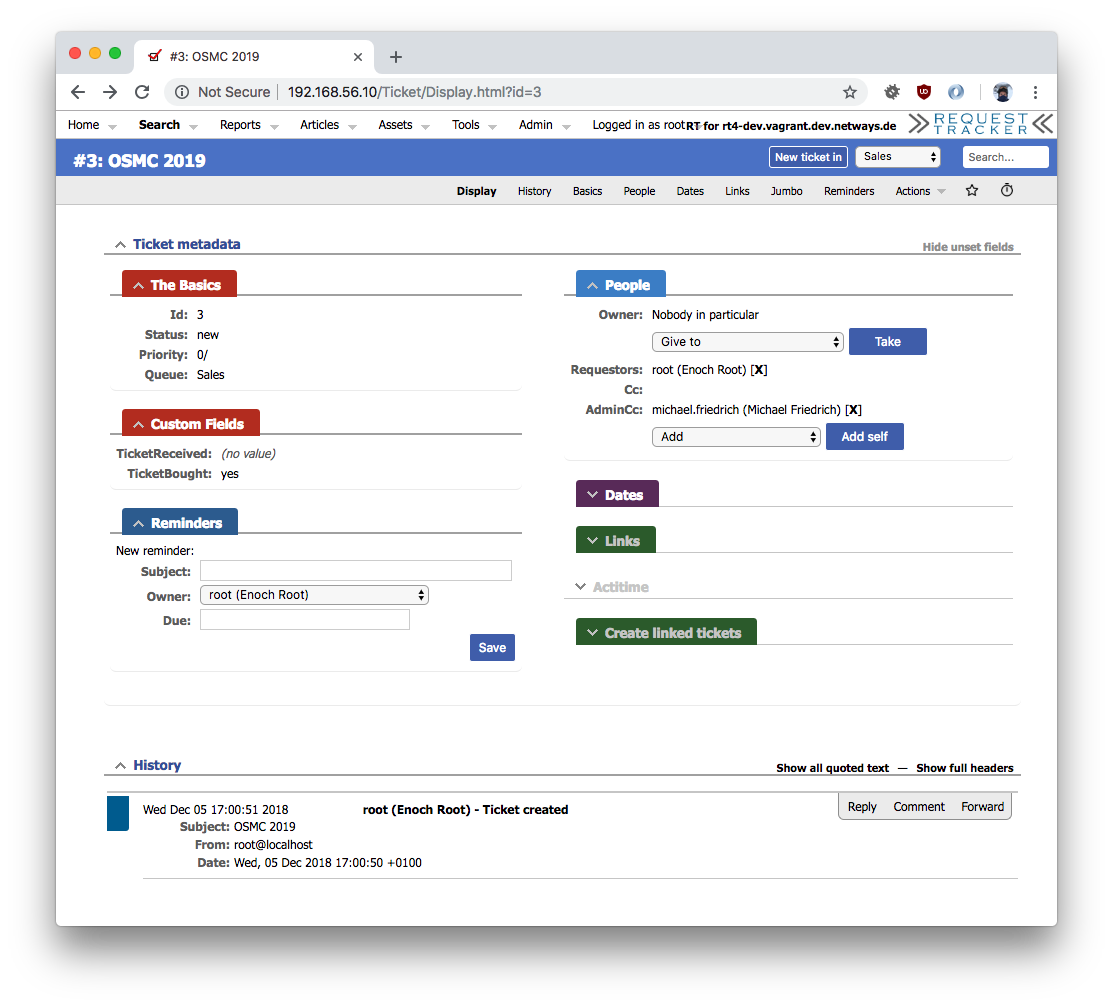 #3: OSMC 2019
Not Secure 192.168.56.10/Ticket/Display.html?id=3
Home Search Reports Articles Assets Tools Admin Logged in as root RT for rt4-dev.vagrant.dev.netways.de REQUEST TRACKER
#3: OSMC 2019 New ticket in Sales Search...
Display History Basics People Dates Links Jumbo Reminders Actions
Ticket metadata Hide unset fields
The Basics
Id: 3
Status: new
Priority: 0/
Queue: Sales
Custom Fields
TicketReceived: (no value)
TicketBought: yes
Reminders
New reminder:
Subject:
Owner: root (Enoch Root)
Due:
Save
People
Owner: Nobody in particular
Give to Take
Requestors: root (Enoch Root) [X]
Cc:
AdminCc: michael.friedrich (Michael Friedrich) [X]
Add Add self
Dates
Links
Actitime
Create linked tickets
History Show all quoted text — Show full headers
Wed Dec 05 17:00:51 2018 root (Enoch Root) - Ticket created Reply Comment Forward
Subject: OSMC 2019
From: root@localhost
Date: Wed, 05 Dec 2018 17:00:50 +0100